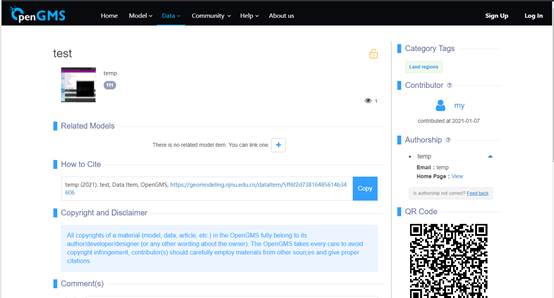 OpenGMS
Home Model Data Community Help About us Sign Up Log In
test
temp
111
1
Related Models
There is no related model item. You can link one.
How to Cite
temp (2021). test, Data Item, OpenGMS, https://geomodeling.njnu.edu.cn/dataItem/5ff6f2d73816485614b34
606
Copy
Copyright and Disclaimer
All copyrights of a material (model, data, article, etc.) in the OpenGMS fully belong to its
author/developer/designer (or any other wording about the owner). The OpenGMS takes every care to avoid
copyright infringement, contributor(s) should carefully employ materials from other sources and give proper
citations.
Comment(s)
Category Tags
Land regions
Contributor
my
contributed at 2021-01-07
Authorship
temp
Email : temp
Home Page : View
Is authorship not correct? Feed back
QR Code